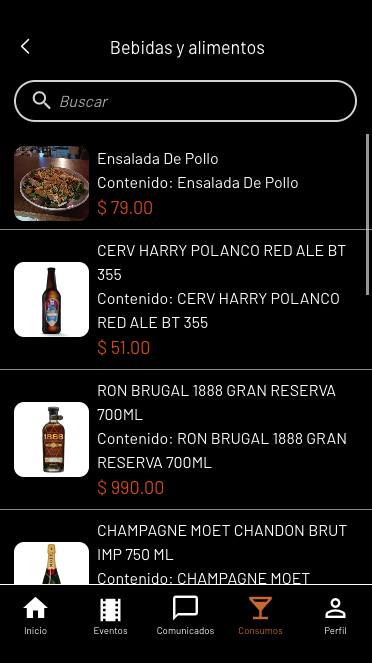 Bebidas y alimentos
Buscar
Ensalada De Pollo
Contenido: Ensalada De Pollo
$ 79.00
CERV HARRY POLANCO RED ALE BT
355
Contenido: CERV HARRY POLANCO
RED ALE BT 355
$ 51.00
RON BRUGAL 1888 GRAN RESERVA
700ML
Contenido: RON BRUGAL 1888 GRAN
RESERVA 700ML
$ 990.00
1888
CHAMPAGNE MOET CHANDON BRUT
IMP 750 ML
Contenido: CHAMPAGNE MOET
Inicio
Eventos
Comunicados
Consumos
Perfil